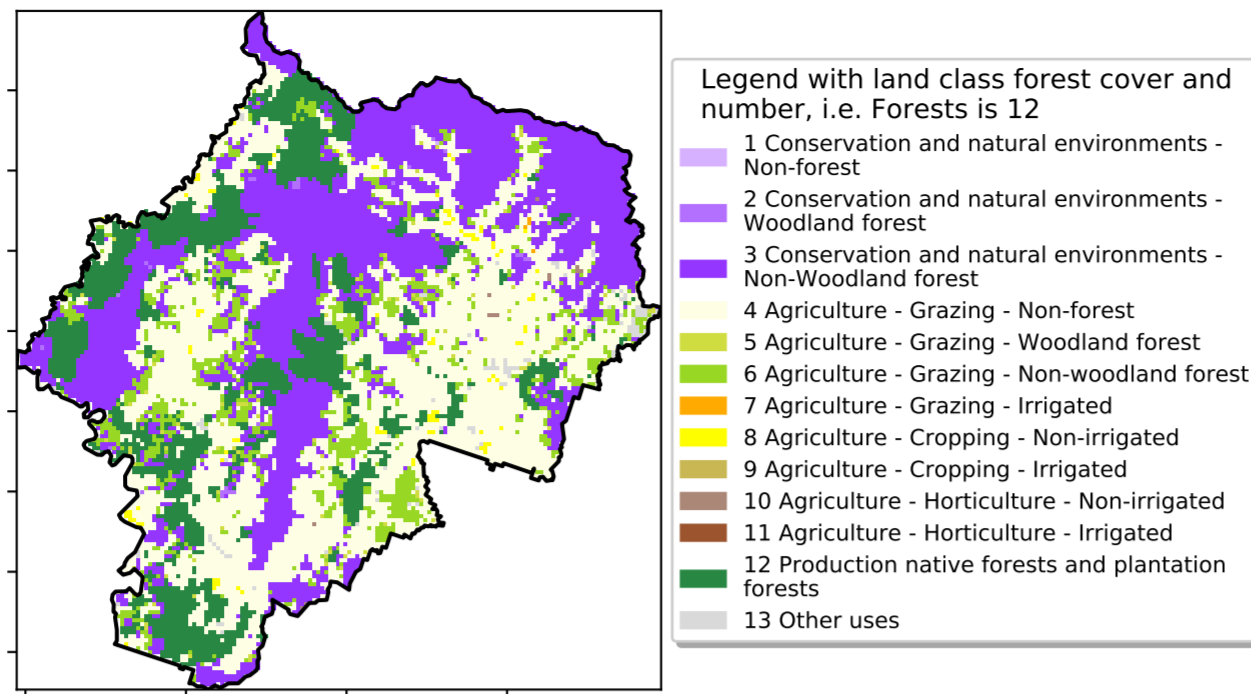 Legend with land class forest cover and
number, i.e. Forests is 12
1 Conservation and natural environments -
Non-forest
2 Conservation and natural environments -
Woodland forest
3 Conservation and natural environments -
Non-Woodland forest
4 Agriculture - Grazing - Non-forest
5 Agriculture - Grazing - Woodland forest
6 Agriculture - Grazing - Non-woodland forest
7 Agriculture - Grazing - Irrigated
8 Agriculture - Cropping - Non-irrigated
9 Agriculture - Cropping - Irrigated
10 Agriculture - Horticulture - Non-irrigated
11 Agriculture - Horticulture - Irrigated
12 Production native forests and plantation
forests
13 Other uses